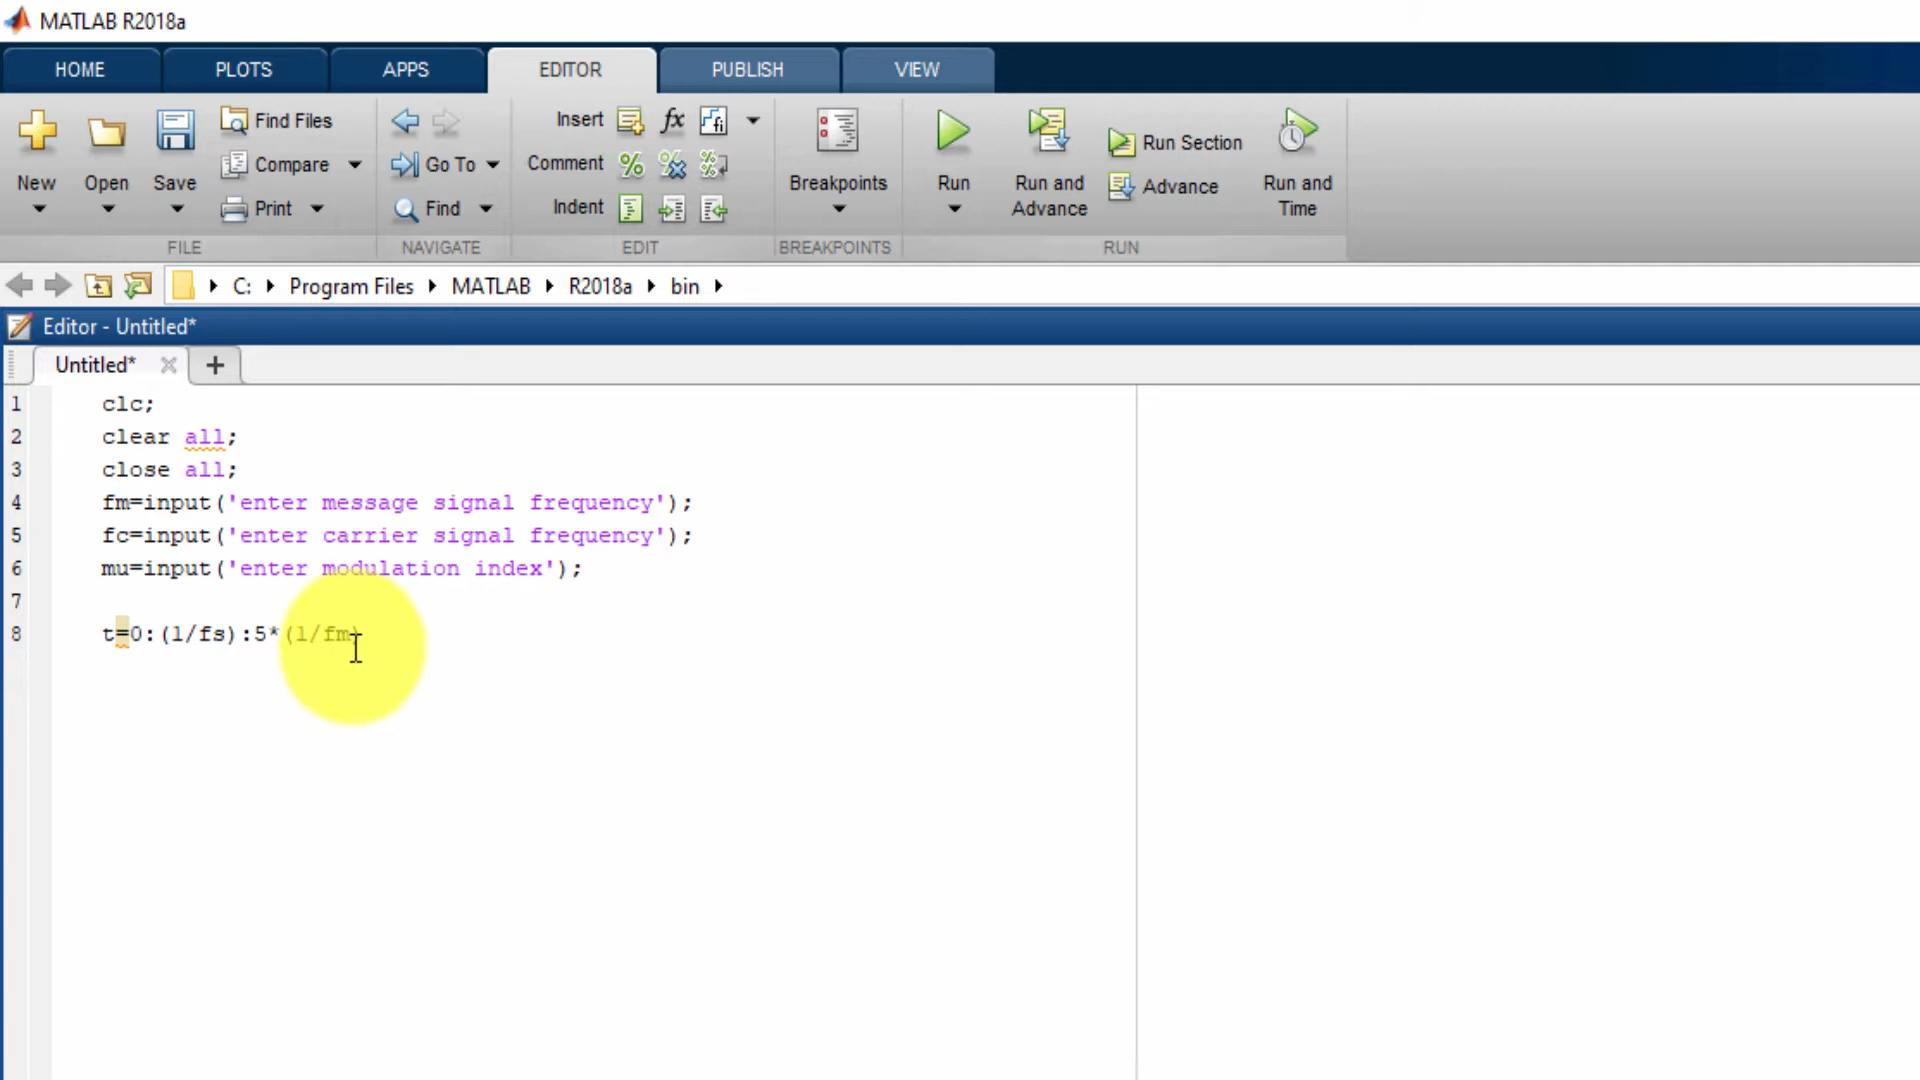 MATLAB R2018a
HOME PLOTS APPS EDITOR PUBLISH VIEW
New Open Save Find Files Compare Print
FILE
Go To Find
NAVIGATE
Insert fx fi
Comment
Indent
EDIT
Breakpoints
BREAKPOINTS
Run Run and Advance Run Section Advance Run and Time
RUN
C: Program Files MATLAB R2018a bin
Editor - Untitled*
Untitled*
1 clc;
2 clear all;
3 close all;
4 fm=input('enter message signal frequency');
5 fc=input('enter carrier signal frequency');
6 mu=input('enter modulation index');
7
8 t=0:(1/fs):5*(1/fm)